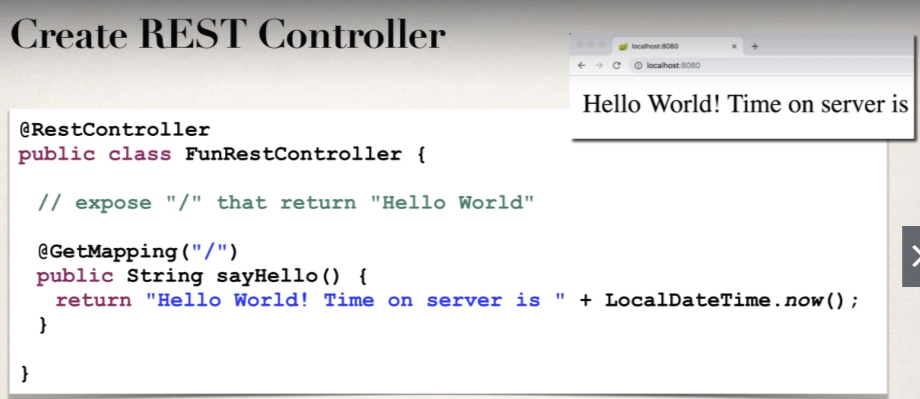 Create REST Controller
localhost:8080
localhost:8080
Hello World! Time on server is
@RestController
public class FunRestController {
// expose "/" that return "Hello World"
@GetMapping("/")
public String sayHello() {
return "Hello World! Time on server is " + LocalDateTime.now();
}
}